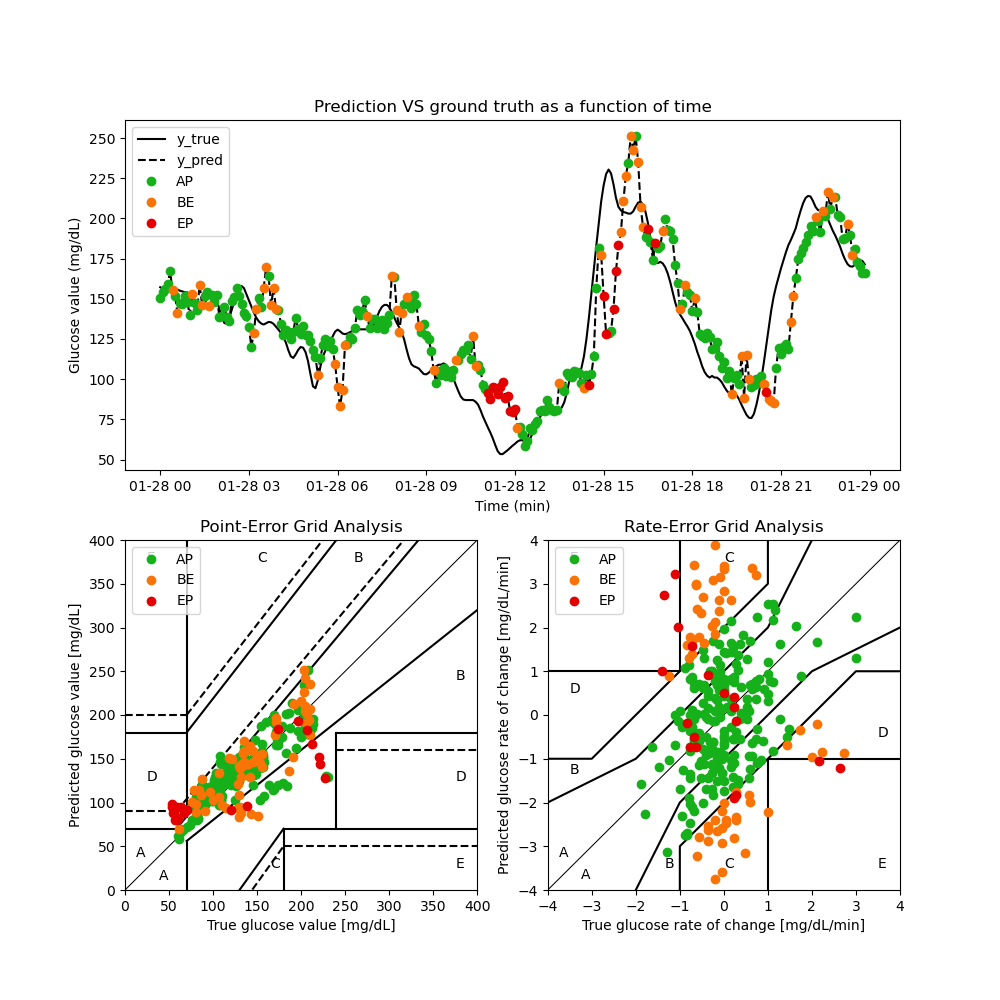 Prediction VS ground truth as a function of time
Glucose value (mg/dL)
250
225
200
175
150
125
100
75
50
y_true
y_pred
AP
BE
EP
01-28 00 01-28 03 01-28 06 01-28 09 01-28 12 01-28 15 01-28 18 01-28 21 01-29 00
Time (min)
Point-Error Grid Analysis
Predicted glucose value [mg/dL]
400
350
300
250
200
150
100
50
0
AP
BE
EP
C
B
B
D
D
A
A
C
E
0 50 100 150 200 250 300 350 400
True glucose value [mg/dL]
Rate-Error Grid Analysis
Predicted glucose rate of change [mg/dL/min]
4
3
2
1
0
−1
−2
−3
−4
AP
BE
EP
C
D
D
B
A
A
B
C
E
−4 −3 −2 −1 0 1 2 3 4
True glucose rate of change [mg/dL/min]